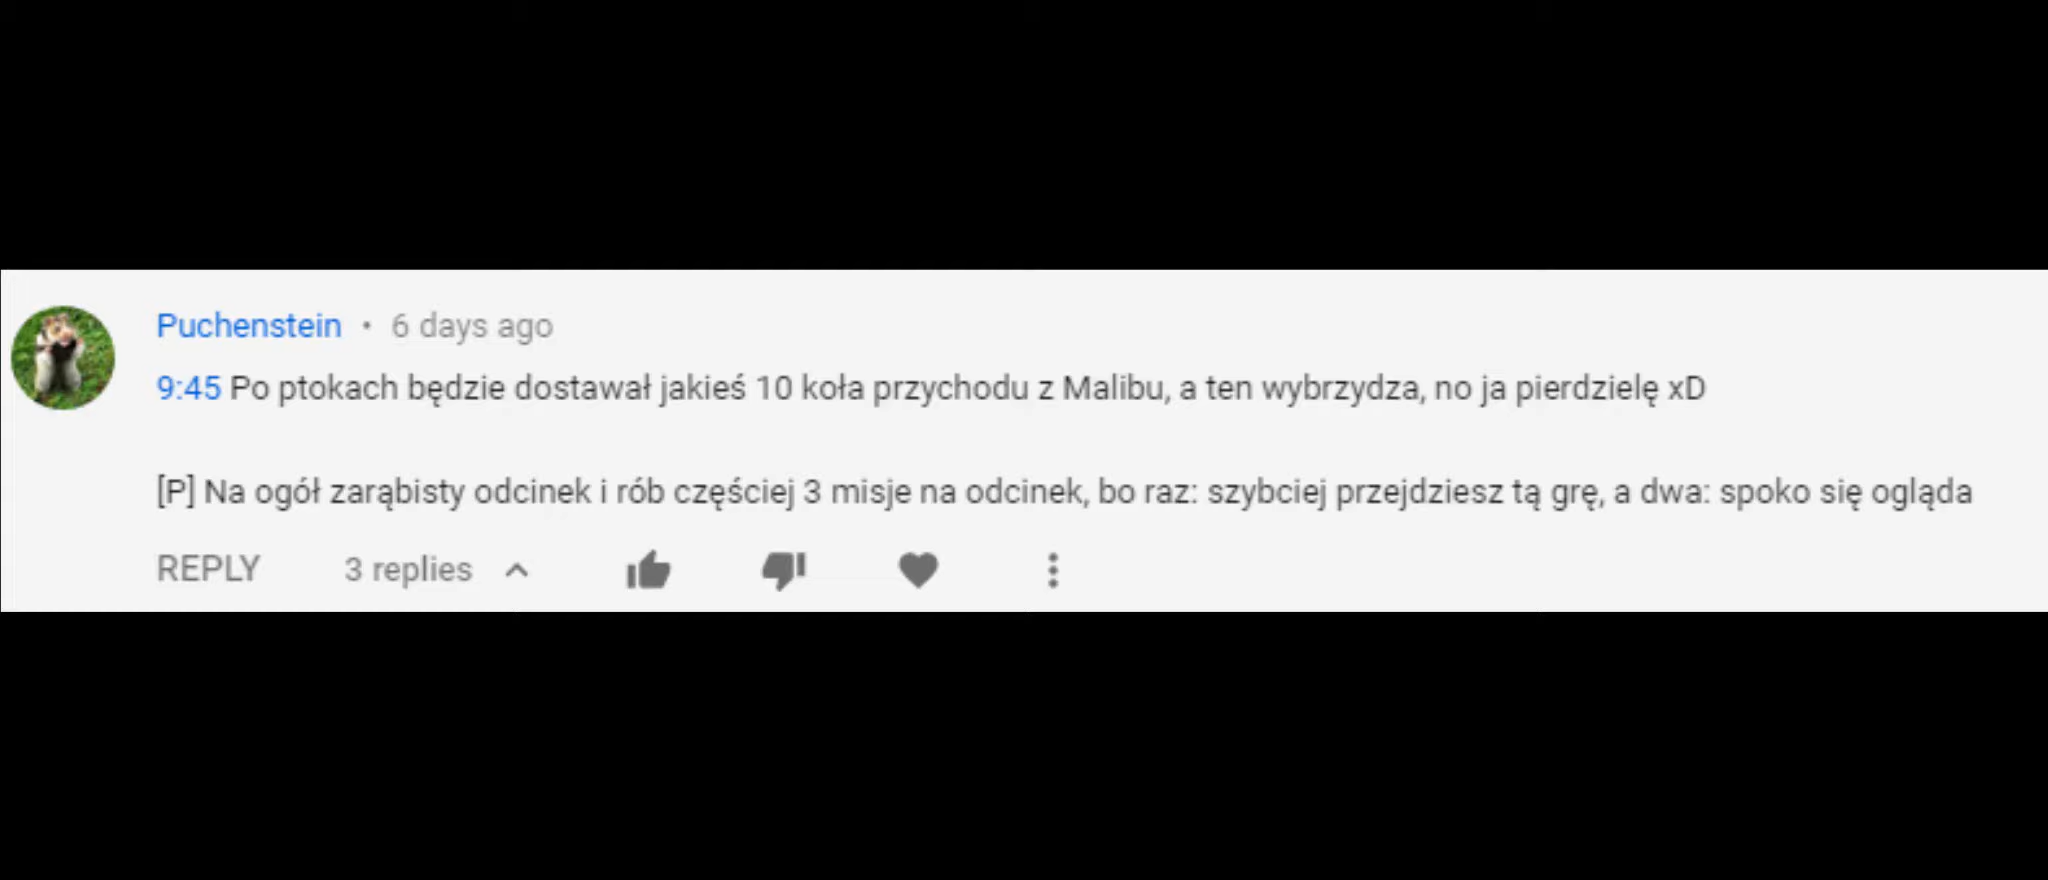 Puchenstein • 6 days ago
9:45 Po ptokach będzie dostawał jakieś 10 koła przychodu z Malibu, a ten wybrzydza, no ja pierdzielę xD
[P] Na ogół zarąbisty odcinek i rób częściej 3 misje na odcinek, bo raz: szybciej przejdziesz tą grę, a dwa: spoko się ogląda
REPLY 3 replies